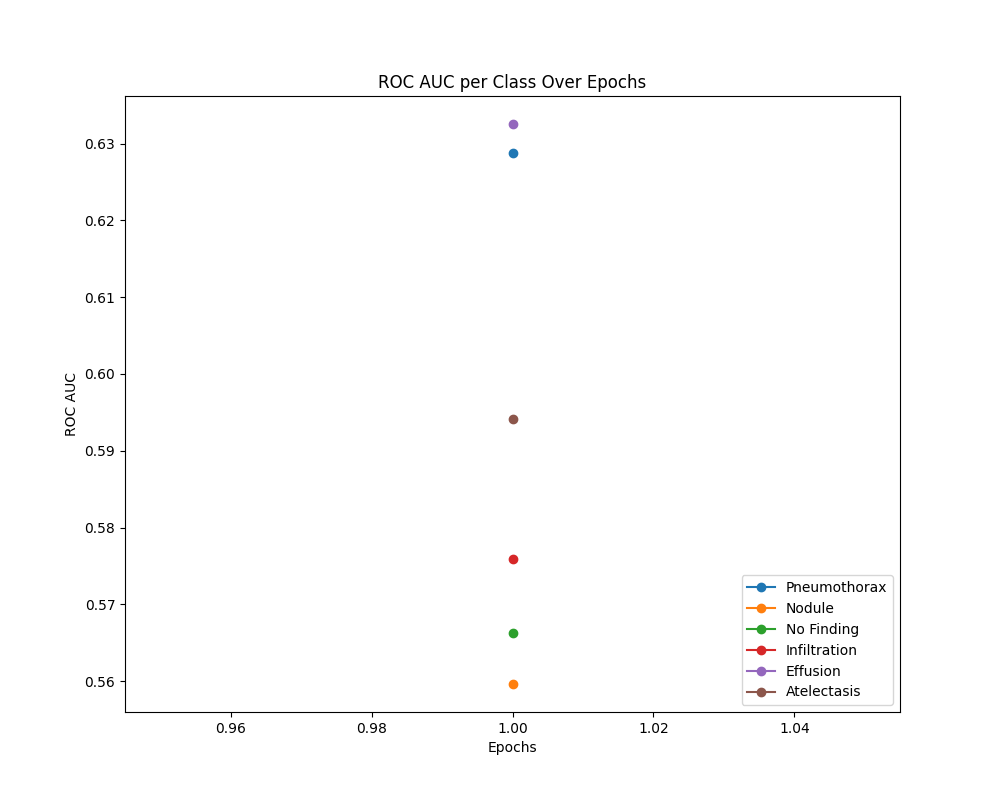 ROC AUC per Class Over Epochs
0.63
0.62
0.61
0.60
0.59
0.58
0.57
0.56
ROC AUC
0.96
0.98
1.00
1.02
1.04
Epochs
Pneumothorax
Nodule
No Finding
Infiltration
Effusion
Atelectasis